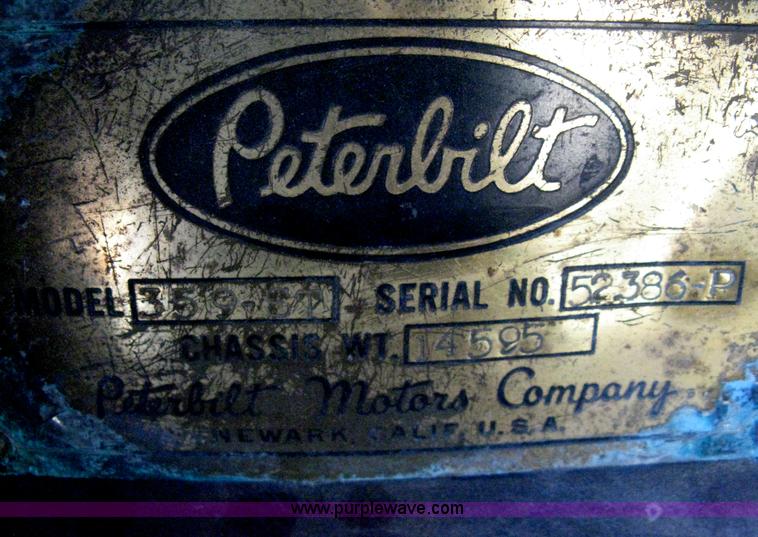 Peterbilt
MODEL 359- SERIAL NO. 52386-P
CHASSIS WT. 14595
Peterbilt Motors Company
NEWARK, CALIF. U.S.A.
www.purplewave.com